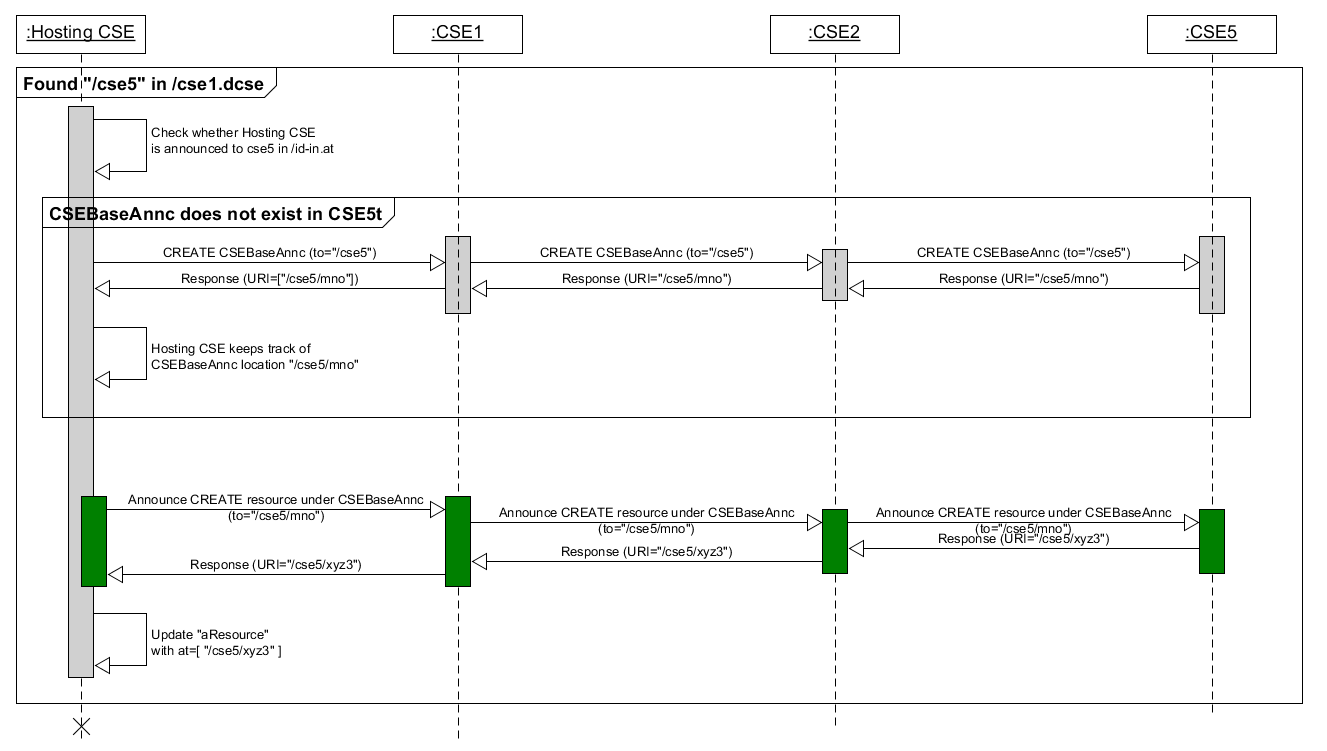 :Hosting CSE
:CSE1
:CSE2
:CSE5
Found "/cse5" in /cse1.dcse
Check whether Hosting CSE
is announced to cse5 in /id-in.at
CSEBaseAnnc does not exist in CSE5t
CREATE CSEBaseAnnc (to="/cse5")
CREATE CSEBaseAnnc (to="/cse5")
CREATE CSEBaseAnnc (to="/cse5")
Response (URI=["/cse5/mno"])
Response (URI="/cse5/mno")
Response (URI="/cse5/mno")
Hosting CSE keeps track of
CSEBaseAnnc location "/cse5/mno"
Announce CREATE resource under CSEBaseAnnc
(to="/cse5/mno")
Announce CREATE resource under CSEBaseAnnc
(to="/cse5/mno")
Announce CREATE resource under CSEBaseAnnc
(to="/cse5/mno")
Response (URI="/cse5/xyz3")
Response (URI="/cse5/xyz3")
Response (URI="/cse5/xyz3")
Update "aResource"
with at=[ "/cse5/xyz3" ]